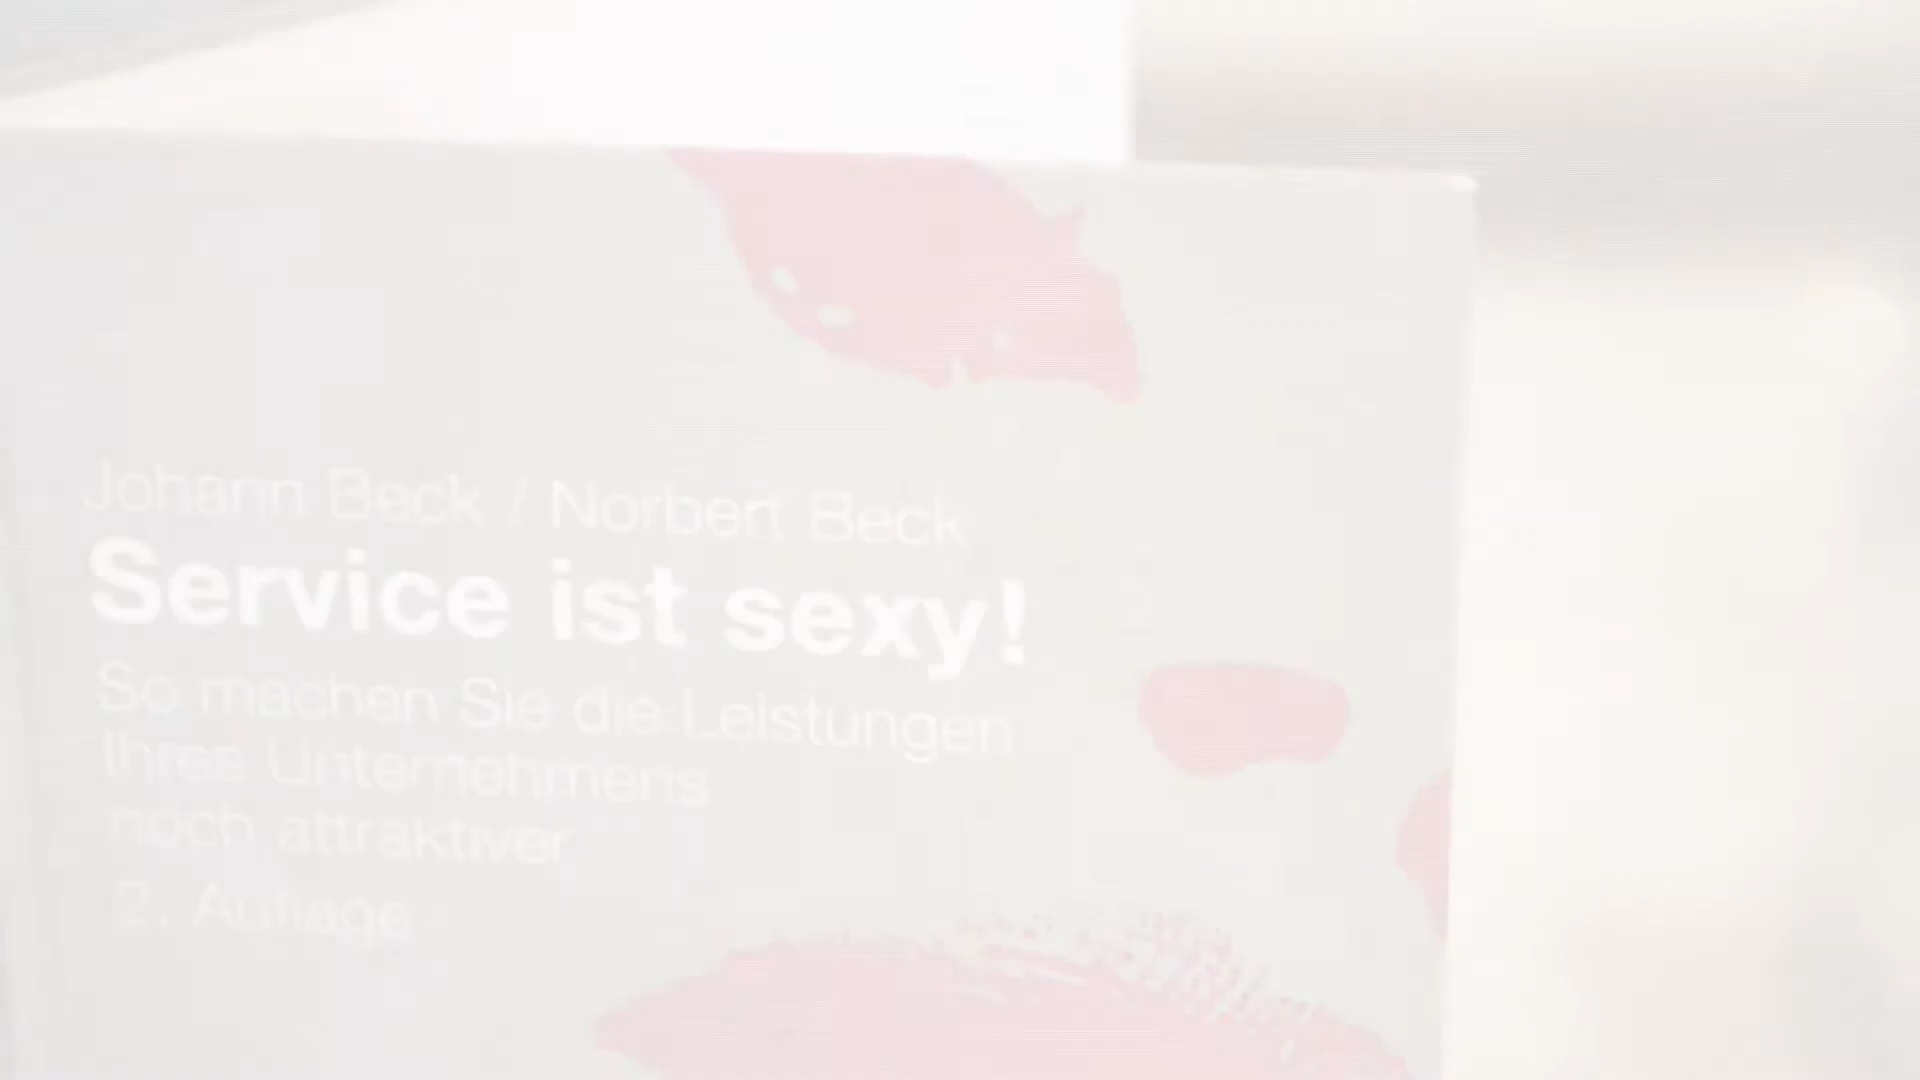 Johann Beck / Norbert Beck
Service ist sexy!
So machen Sie die Leistungen
Ihres Unternehmens
noch attraktiver
2. Auflage